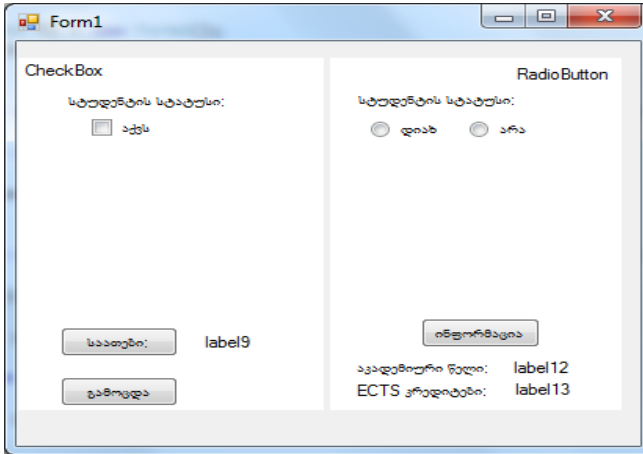 Form1
CheckBox
სტუდენტის სტატუსი:
აქვს
საათები:
label9
გამოცდა
RadioButton
სტუდენტის სტატუსი:
დიახ
არა
ინფორმაცია
აკადემიური წელი:
label12
ECTS კრედიტები:
label13